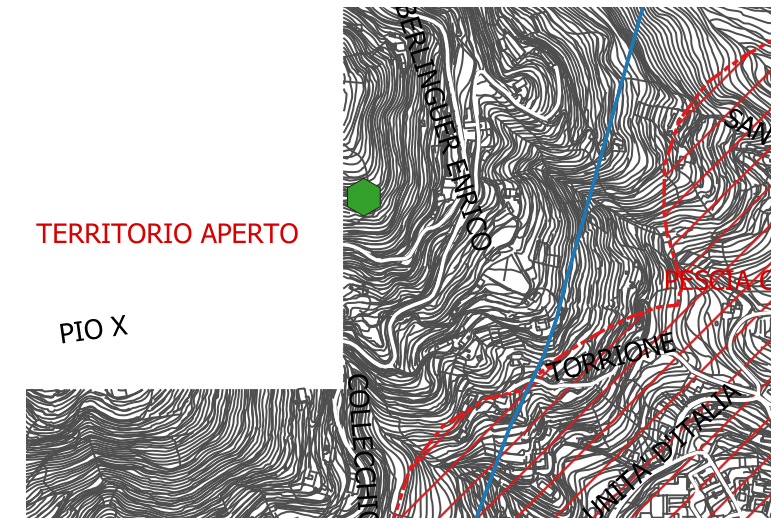 BERLINGUER ENRICO
SAN
TERRITORIO APERTO
PESCIA
PIO X
TORRIONE
COLLECCHIO
UNITA' D'ITALIA